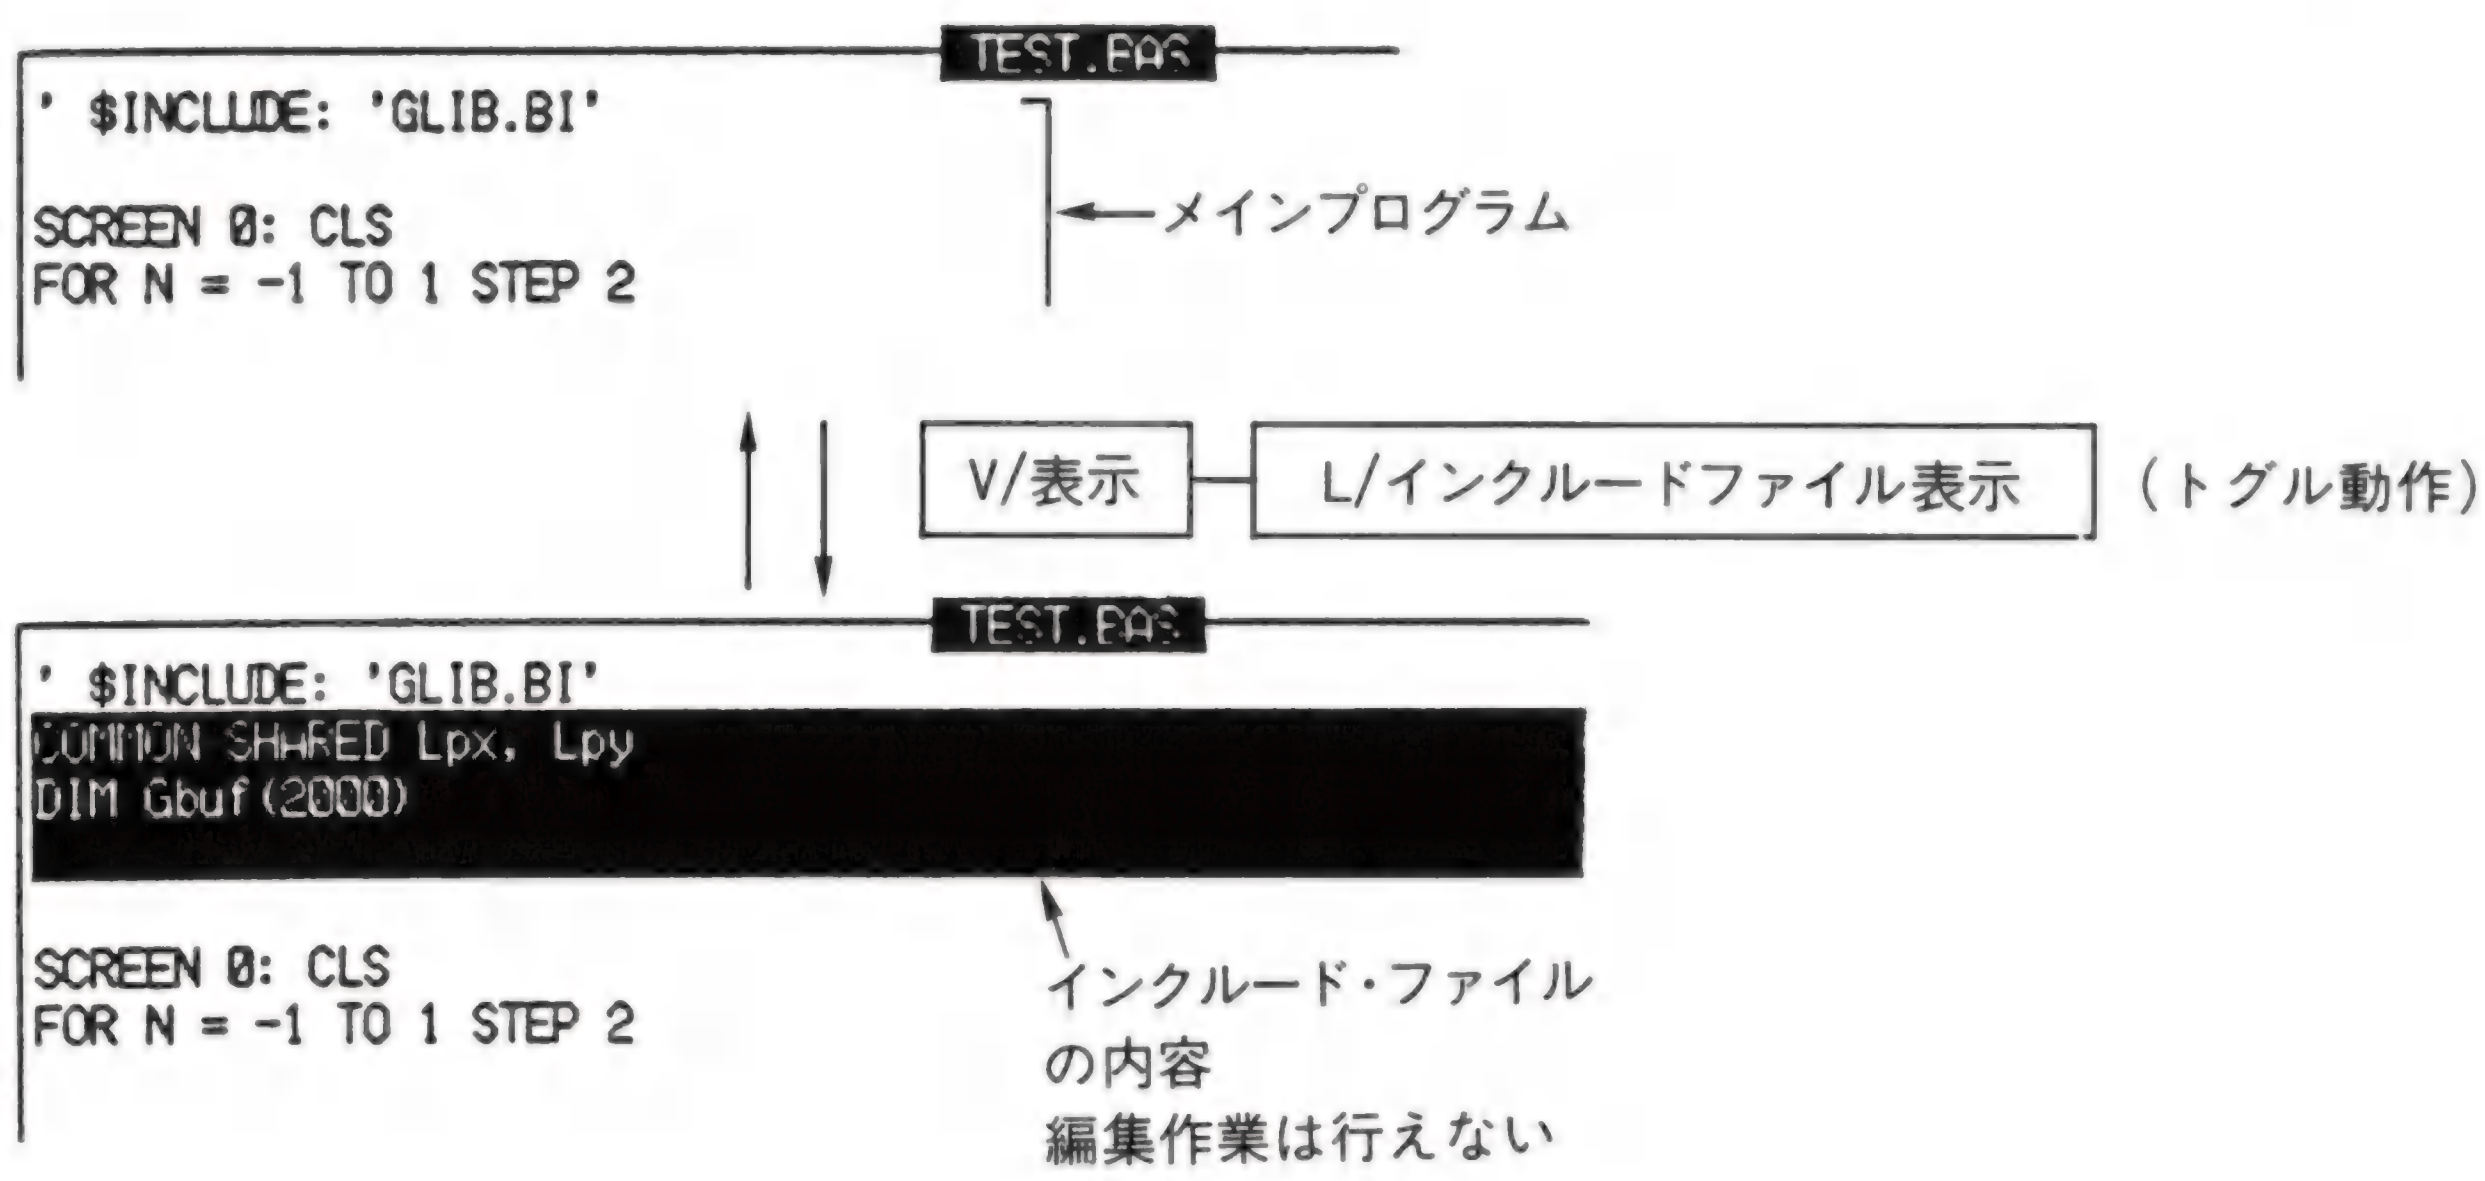 TEST.BAS
' $INCLUDE: 'GLIB.BI'
SCREEN 0: CLS
FOR N = -1 TO 1 STEP 2
メインプログラム
V/表示
L/インクルードファイル表示
(トグル動作)
TEST.BAS
' $INCLUDE: 'GLIB.BI'
COMMON SHARED Lpx, Lpy
DIM Gbuf(2000)
SCREEN 0: CLS
FOR N = -1 TO 1 STEP 2
インクルード・ファイル
の内容
編集作業は行えない